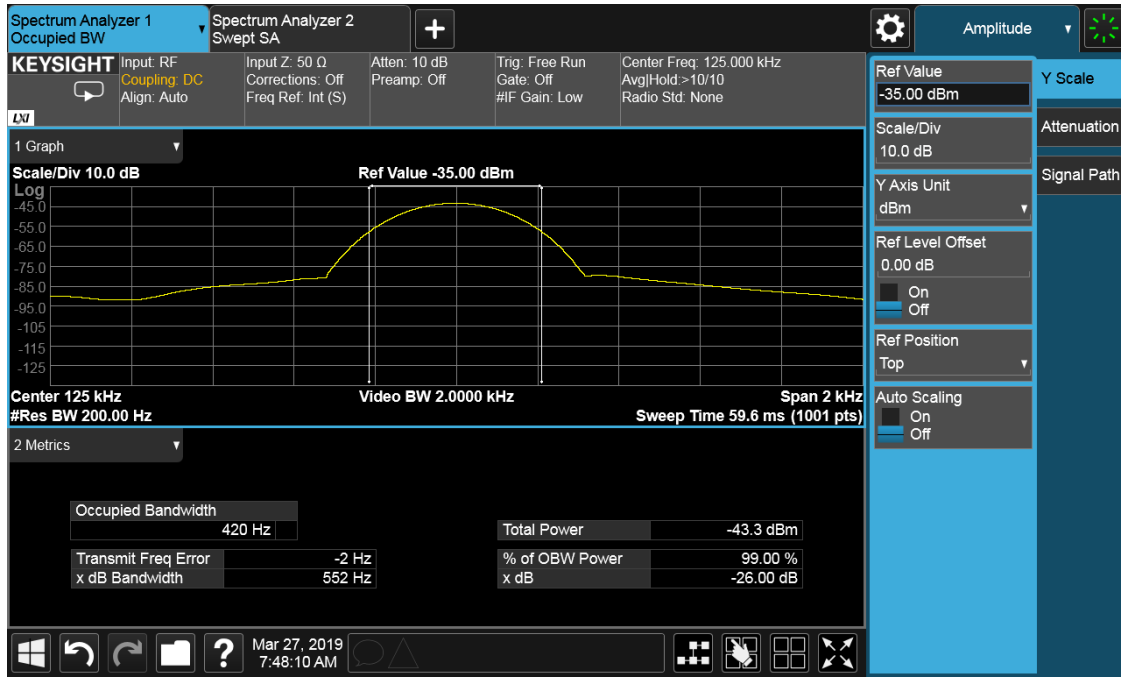 Spectrum Analyzer 1
Occupied BW
Spectrum Analyzer 2
Swept SA
Amplitude
KEYSIGHT
LXI
Input: RF
Coupling: DC
Align: Auto
Input Z: 50 Ω
Corrections: Off
Freq Ref: Int (S)
Atten: 10 dB
Preamp: Off
Trig: Free Run
Gate: Off
#IF Gain: Low
Center Freq: 125.000 kHz
Avg|Hold:>10/10
Radio Std: None
1 Graph
Scale/Div 10.0 dB
Ref Value -35.00 dBm
Log
-45.0
-55.0
-65.0
-75.0
-85.0
-95.0
-105
-115
-125
Center 125 kHz
Video BW 2.0000 kHz
Span 2 kHz
#Res BW 200.00 Hz
Sweep Time 59.6 ms (1001 pts)
2 Metrics
Occupied Bandwidth
420 Hz
Total Power -43.3 dBm
Transmit Freq Error -2 Hz
% of OBW Power 99.00 %
x dB Bandwidth 552 Hz
x dB -26.00 dB
Ref Value
-35.00 dBm
Scale/Div
10.0 dB
Y Axis Unit
dBm
Ref Level Offset
0.00 dB
On
Off
Ref Position
Top
Auto Scaling
On
Off
Y Scale
Attenuation
Signal Path
?
Mar 27, 2019
7:48:10 AM